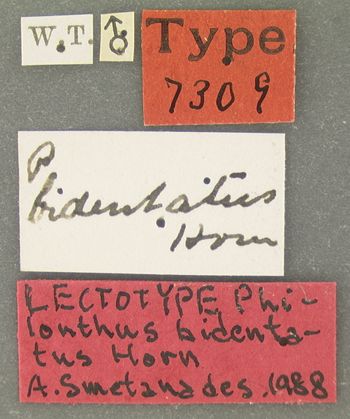 W.T. ♂ Type
7309
P.
bidentatus
Horn
LECTOTYPE Phi-
lonthus bidenta-
tus Horn
A. Smetana des. 1988